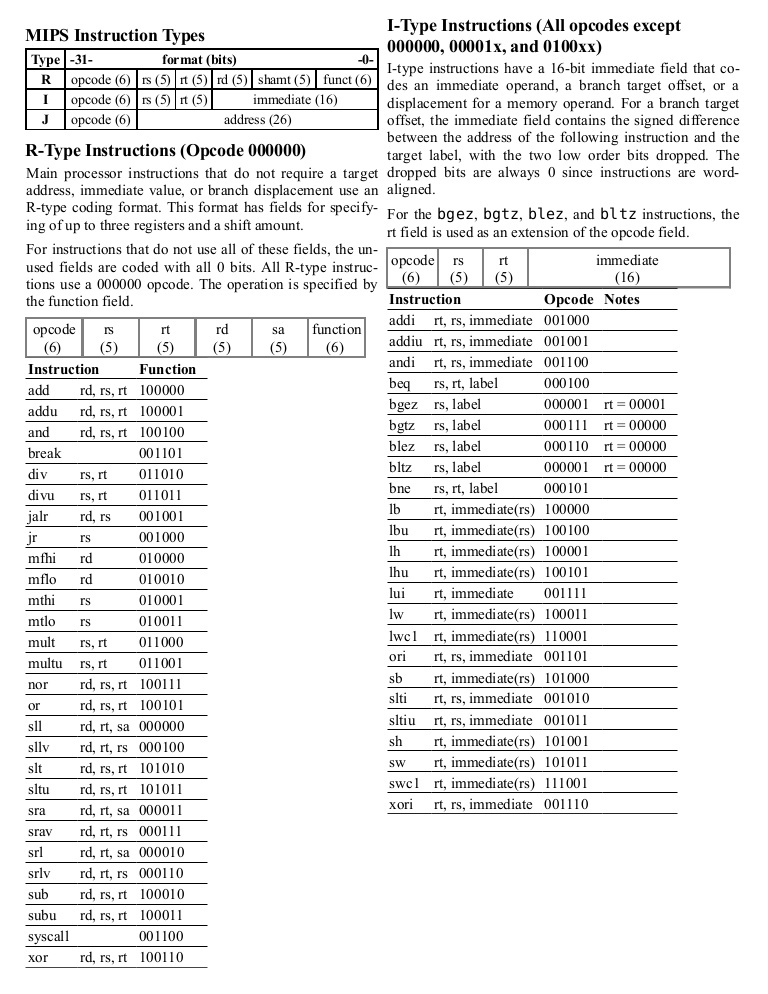 MIPS Instruction Types
Type -31- format (bits) -0-
R opcode (6) rs (5) rt (5) rd (5) shamt (5) funct (6)
I opcode (6) rs (5) rt (5) immediate (16)
J opcode (6) address (26)
R-Type Instructions (Opcode 000000)
Main processor instructions that do not require a target
address, immediate value, or branch displacement use an
R-type coding format. This format has fields for specify-
ing of up to three registers and a shift amount.
For instructions that do not use all of these fields, the un-
used fields are coded with all 0 bits. All R-type instruc-
tions use a 000000 opcode. The operation is specified by
the function field.
opcode rs rt rd sa function
(6) (5) (5) (5) (5) (6)
Instruction Function
add rd, rs, rt 100000
addu rd, rs, rt 100001
and rd, rs, rt 100100
break 001101
div rs, rt 011010
divu rs, rt 011011
jalr rd, rs 001001
jr rs 001000
mfhi rd 010000
mflo rd 010010
mthi rs 010001
mtlo rs 010011
mult rs, rt 011000
multu rs, rt 011001
nor rd, rs, rt 100111
or rd, rs, rt 100101
sll rd, rt, sa 000000
sllv rd, rt, rs 000100
slt rd, rs, rt 101010
sltu rd, rs, rt 101011
sra rd, rt, sa 000011
srav rd, rt, rs 000111
srl rd, rt, sa 000010
srlv rd, rt, rs 000110
sub rd, rs, rt 100010
subu rd, rs, rt 100011
syscall 001100
xor rd, rs, rt 100110
I-Type Instructions (All opcodes except
000000, 00001x, and 0100xx)
I-type instructions have a 16-bit immediate field that co-
des an immediate operand, a branch target offset, or a
displacement for a memory operand. For a branch target
offset, the immediate field contains the signed difference
between the address of the following instruction and the
target label, with the two low order bits dropped. The
dropped bits are always 0 since instructions are word-
aligned.
For the bgez, bgtz, blez, and bltz instructions, the
rt field is used as an extension of the opcode field.
opcode rs rt immediate
(6) (5) (5) (16)
Instruction Opcode Notes
addi rt, rs, immediate 001000
addiu rt, rs, immediate 001001
andi rt, rs, immediate 001100
beq rs, rt, label 000100
bgez rs, label 000001 rt = 00001
bgtz rs, label 000111 rt = 00000
blez rs, label 000110 rt = 00000
bltz rs, label 000001 rt = 00000
bne rs, rt, label 000101
lb rt, immediate(rs) 100000
lbu rt, immediate(rs) 100100
lh rt, immediate(rs) 100001
lhu rt, immediate(rs) 100101
lui rt, immediate 001111
lw rt, immediate(rs) 100011
lwc1 rt, immediate(rs) 110001
ori rt, rs, immediate 001101
sb rt, immediate(rs) 101000
slti rt, rs, immediate 001010
sltiu rt, rs, immediate 001011
sh rt, immediate(rs) 101001
sw rt, immediate(rs) 101011
swc1 rt, immediate(rs) 111001
xori rt, rs, immediate 001110